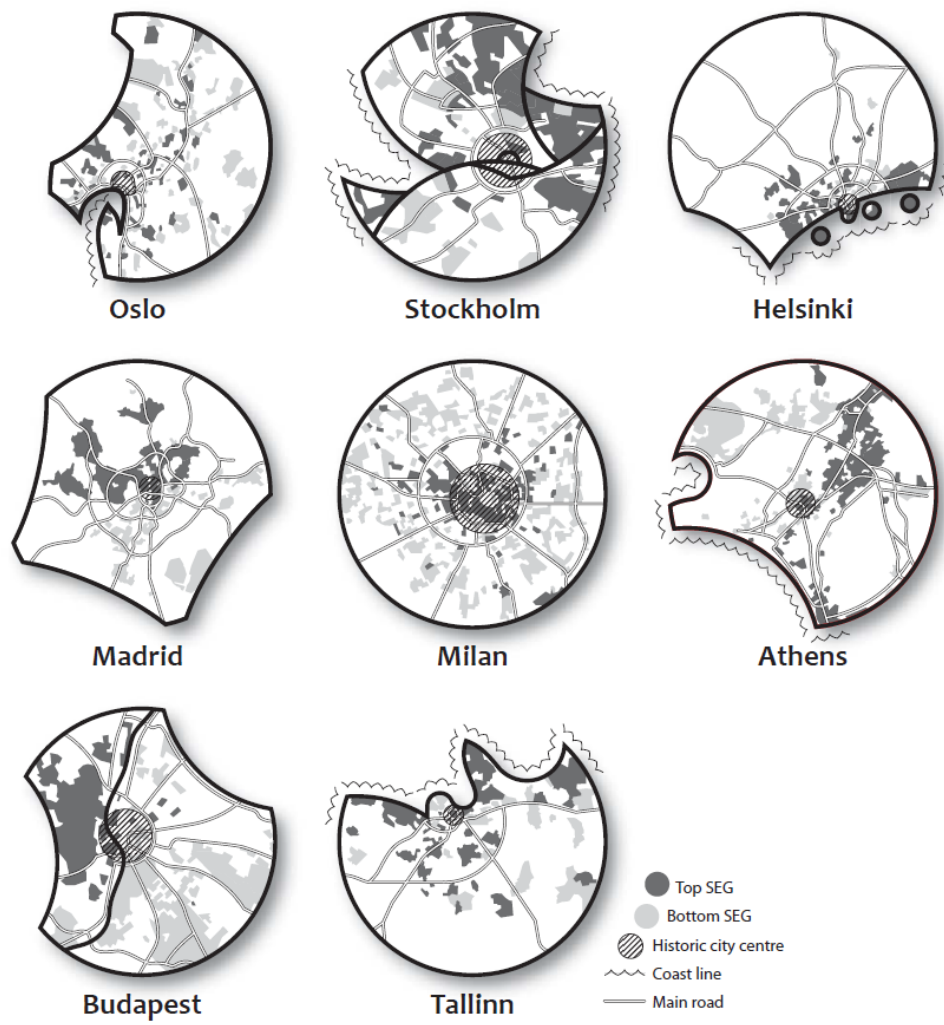 Oslo
Stockholm
Helsinki
Madrid
Milan
Athens
Budapest
Tallinn
Top SEG
Bottom SEG
Historic city centre
Coast line
Main road